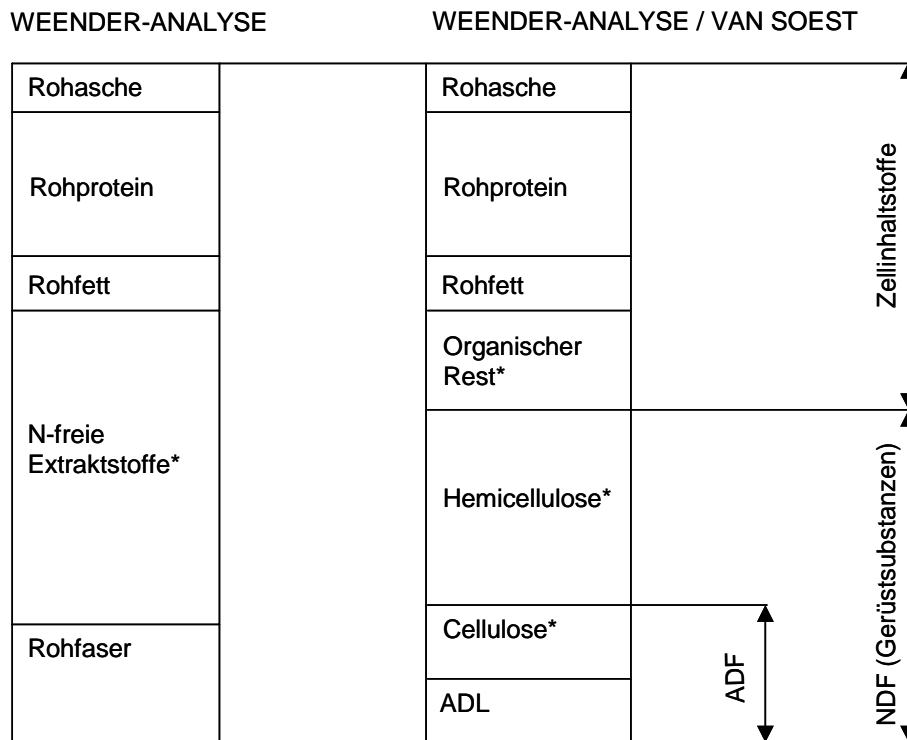 WEENDER-ANALYSE
WEENDER-ANALYSE / VAN SOEST
Rohasche
Rohprotein
Rohfett
N-freie
Extraktstoffe*
Rohfaser
Rohasche
Rohprotein
Rohfett
Organischer
Rest*
Hemicellulose*
Cellulose*
ADL
ADF
Zellinhaltstoffe
NDF (Gerüstsubstanzen)